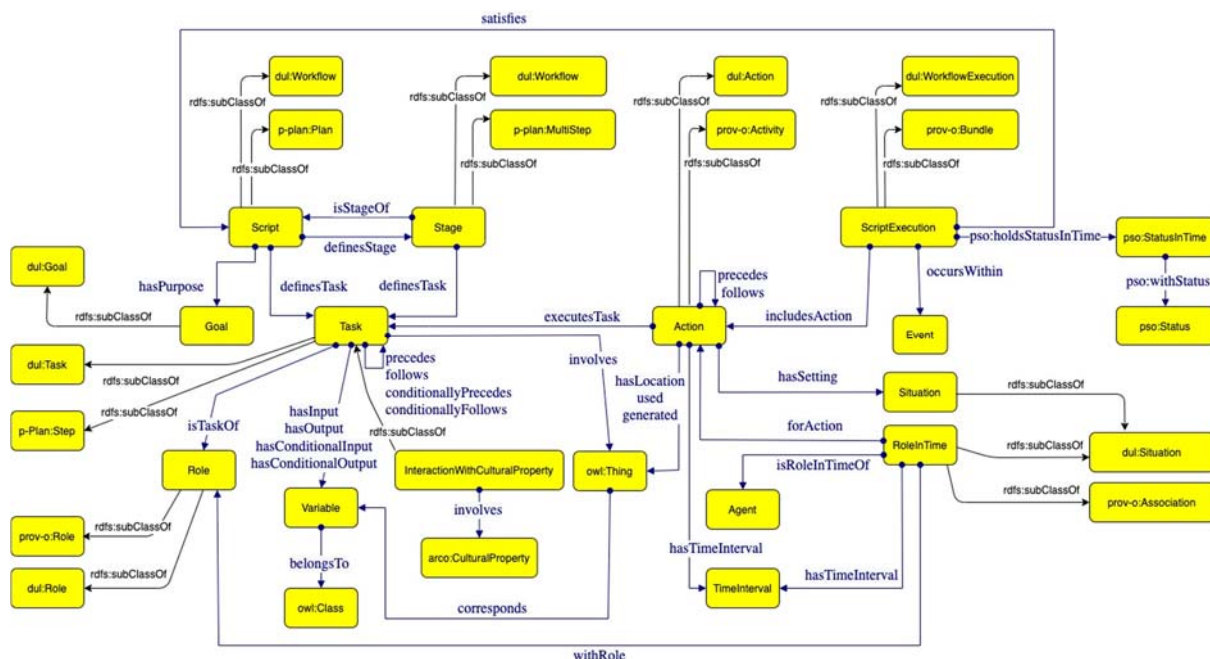 satisfies
dul:Workflow
dul:Workflow
dul:Action
dul:WorkflowExecution
rdfs:subClassOf
rdfs:subClassOf
rdfs:subClassOf
rdfs:subClassOf
p-plan:Plan
p-plan:MultiStep
prov-o:Activity
prov-o:Bundle
rdfs:subClassOf
rdfs:subClassOf
rdfs:subClassOf
rdfs:subClassOf
Script
isStageOf
Stage
ScriptExecution
pso:holdsStatusInTime
pso:StatusInTime
definesStage
dul:Goal
hasPurpose
definesTask
definesTask
precedes
follows
occursWithin
pso:withStatus
rdfs:subClassOf
Goal
Task
executesTask
Action
includesAction
Event
pso:Status
dul:Task
rdfs:subClassOf
precedes
follows
conditionallyPrecedes
conditionallyFollows
involves
hasLocation
used
generated
hasSetting
Situation
rdfs:subClassOf
p-Plan:Step
rdfs:subClassOf
isTaskOf
hasInput
hasOutput
hasConditionalInput
hasConditionalOutput
rdfs:subClassOf
forAction
RoleInTime
rdfs:subClassOf
dul:Situation
Role
InteractionWithCulturalProperty
owl:Thing
isRoleInTimeOf
rdfs:subClassOf
prov-o:Association
Variable
involves
Agent
prov-o:Role
rdfs:subClassOf
belongsTo
arco:CulturalProperty
hasTimeInterval
hasTimeInterval
dul:Role
rdfs:subClassOf
owl:Class
corresponds
TimeInterval
withRole